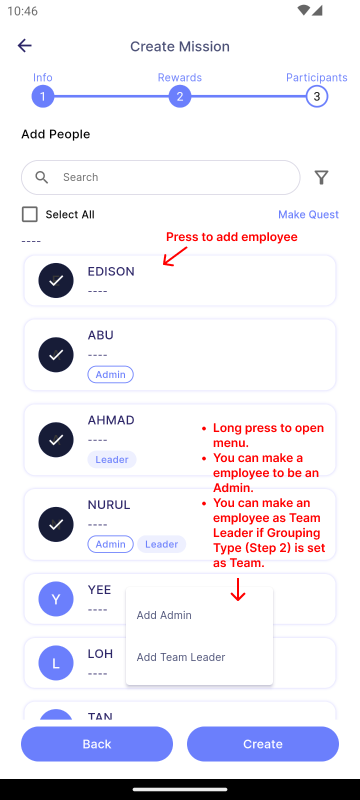 10:46
Create Mission
Info
Rewards
Participants
1
2
3
Add People
Search
Select All
Make Quest
----
Press to add employee
EDISON
----
ABU
----
Admin
AHMAD
----
Leader
• Long press to open
menu.
• You can make a
employee to be an
Admin.
• You can make an
employee as Team
Leader if Grouping
Type (Step 2) is set
as Team.
NURUL
----
Admin
Leader
Y
YEE
----
Add Admin
Add Team Leader
L
LOH
----
TAN
Back
Create